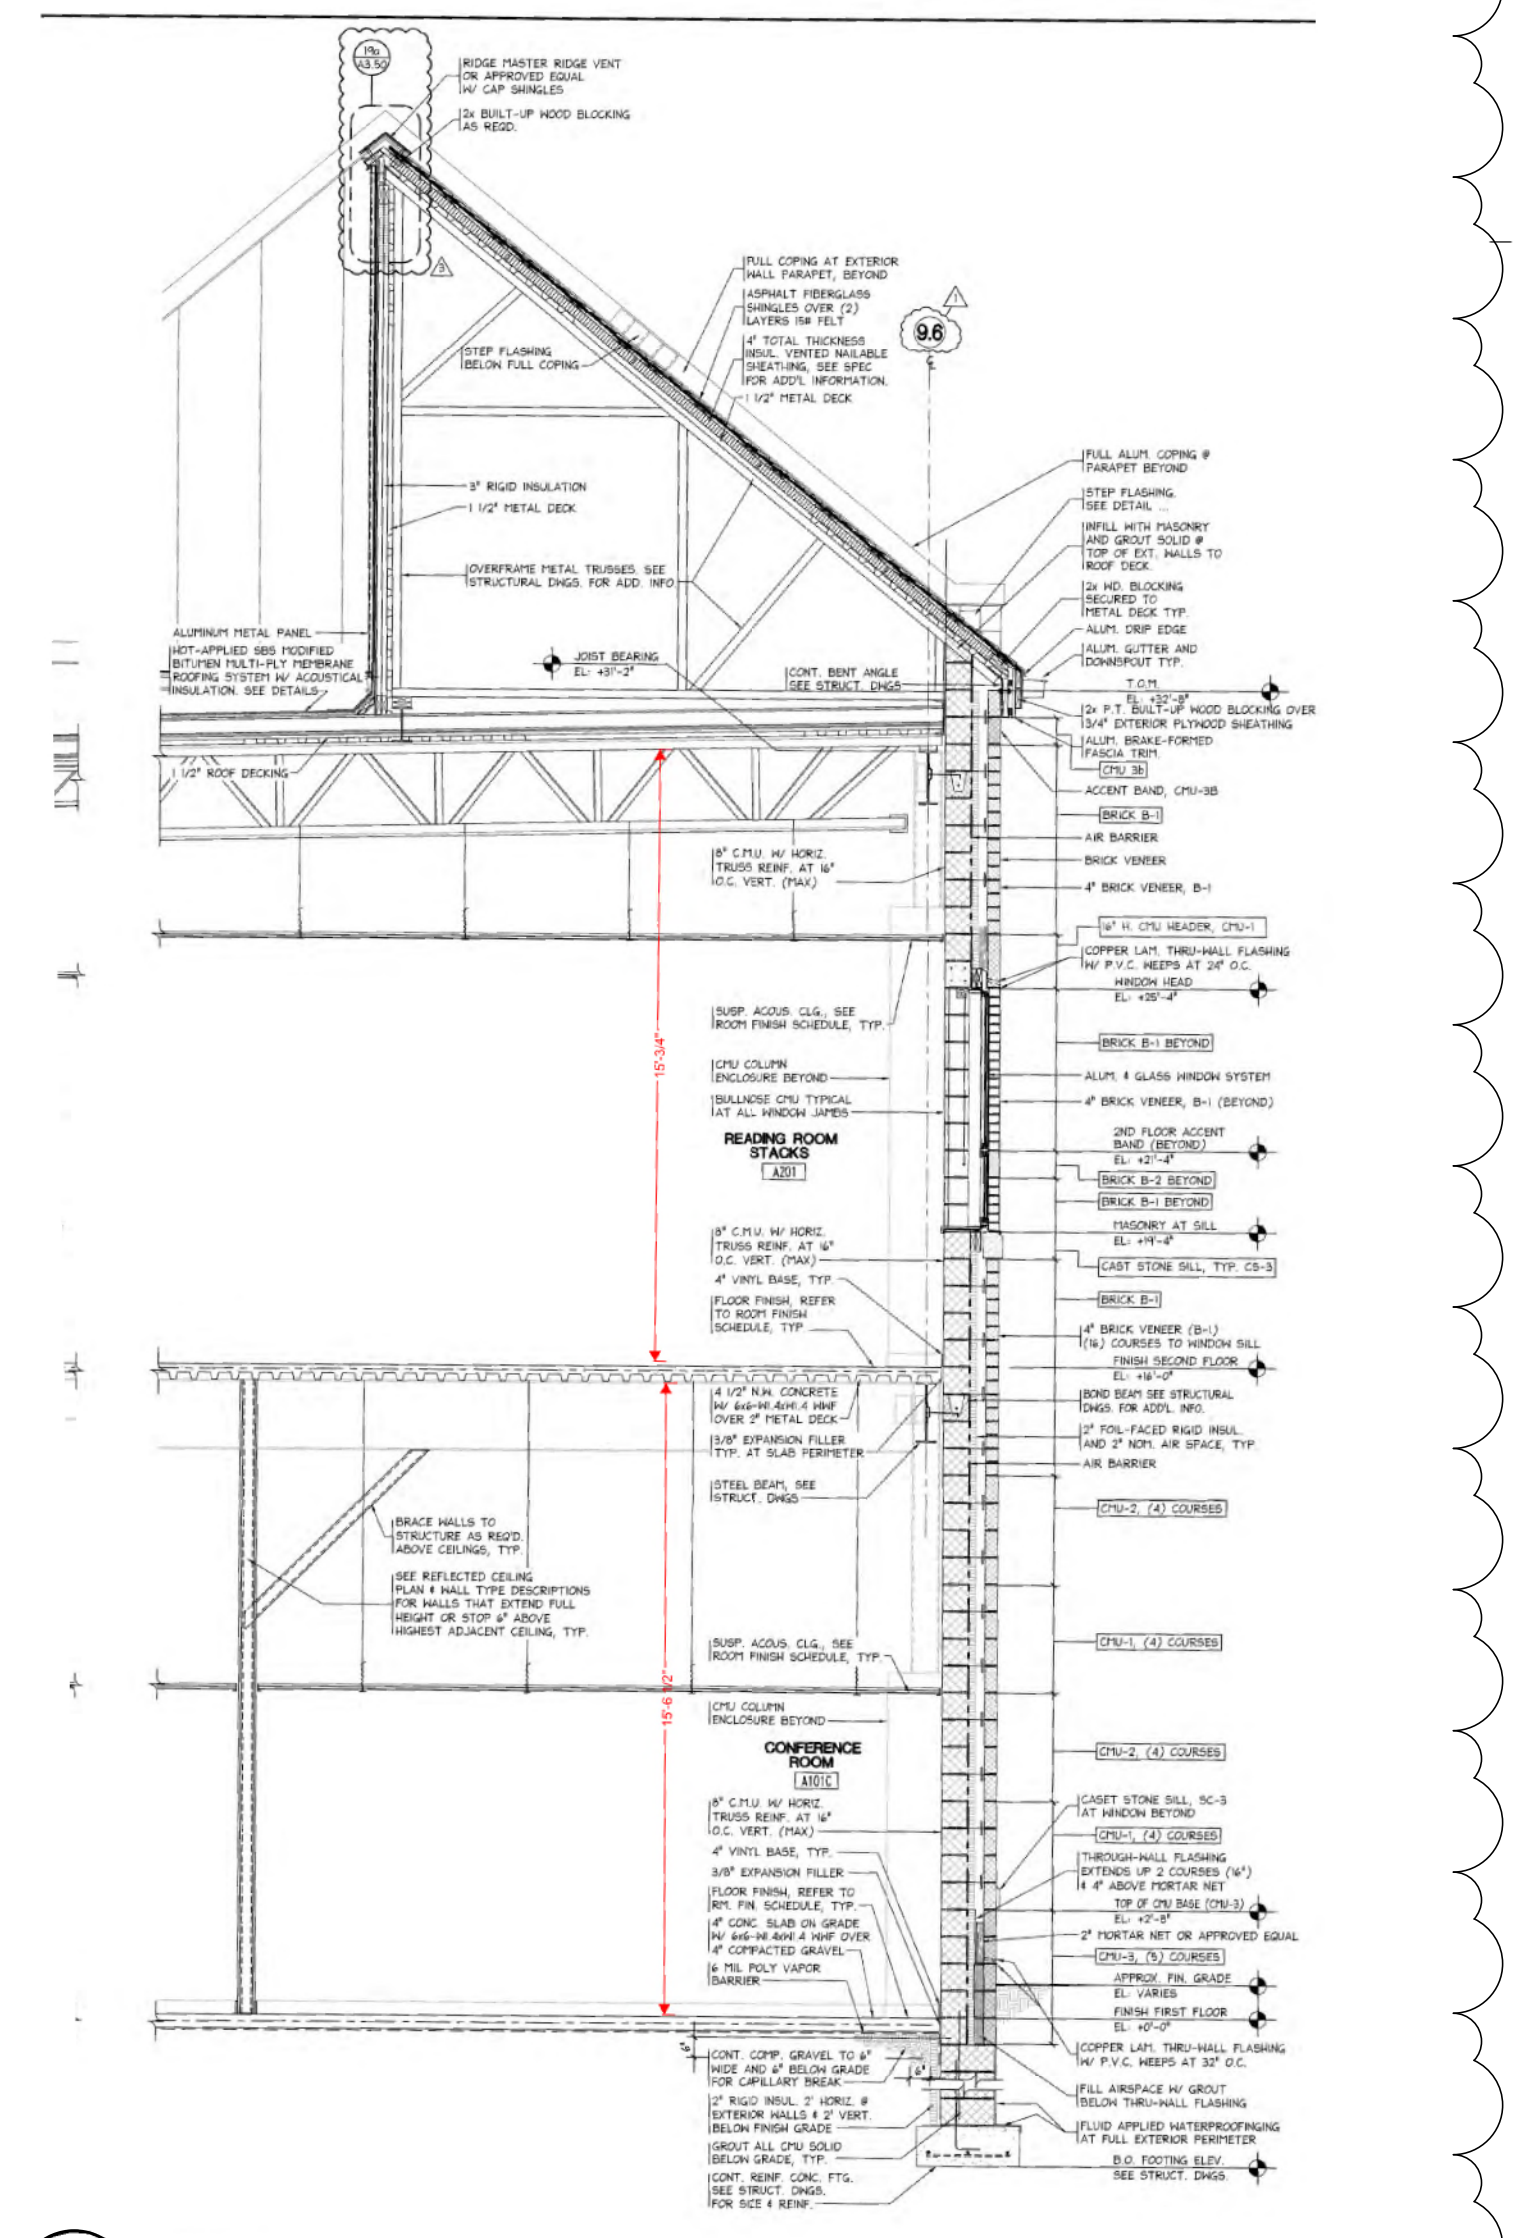 19a
A3.50
RIDGE MASTER RIDGE VENT
OR APPROVED EQUAL
W/ CAP SHINGLES
2x BUILT-UP WOOD BLOCKING
AS REQD.
3
FULL COPING AT EXTERIOR
WALL PARAPET, BEYOND
ASPHALT FIBERGLASS
SHINGLES OVER (2)
LAYERS 15# FELT
4" TOTAL THICKNESS
INSUL. VENTED NAILABLE
SHEATHING, SEE SPEC
FOR ADD'L INFORMATION.
1 1/2" METAL DECK
1
9.6
STEP FLASHING
BELOW FULL COPING
3" RIGID INSULATION
1 1/2" METAL DECK
OVERFRAME METAL TRUSSES. SEE
STRUCTURAL DWGS. FOR ADD. INFO
ALUMINUM METAL PANEL
HOT-APPLIED SBS MODIFIED
BITUMEN MULTI-PLY MEMBRANE
ROOFING SYSTEM W/ ACOUSTICAL
INSULATION. SEE DETAILS
JOIST BEARING
EL: +31'-2"
CONT. BENT ANGLE
SEE STRUCT. DWGS
1 1/2" ROOF DECKING
FULL ALUM. COPING @
PARAPET BEYOND
STEP FLASHING.
SEE DETAIL ...
INFILL WITH MASONRY
AND GROUT SOLID @
TOP OF EXT. WALLS TO
ROOF DECK.
2x WD. BLOCKING
SECURED TO
METAL DECK TYP.
ALUM. DRIP EDGE
ALUM. GUTTER AND
DOWNSPOUT TYP.
T.O.M.
EL: +32'-8"
2x P.T. BUILT-UP WOOD BLOCKING OVER
3/4" EXTERIOR PLYWOOD SHEATHING
ALUM. BRAKE-FORMED
FASCIA TRIM.
CMU 3b
ACCENT BAND, CMU-3B
BRICK B-1
AIR BARRIER
BRICK VENEER
4" BRICK VENEER, B-1
16" H. CMU HEADER, CMU-1
COPPER LAM. THRU-WALL FLASHING
W/ P.V.C. WEEPS AT 24" O.C.
WINDOW HEAD
EL: +25'-4"
BRICK B-1 BEYOND
ALUM. & GLASS WINDOW SYSTEM
4" BRICK VENEER, B-1 (BEYOND)
2ND FLOOR ACCENT
BAND (BEYOND)
EL: +21'-4"
BRICK B-2 BEYOND
BRICK B-1 BEYOND
MASONRY AT SILL
EL: +19'-4"
CAST STONE SILL, TYP. CS-3
BRICK B-1
4" BRICK VENEER (B-1)
(16) COURSES TO WINDOW SILL
FINISH SECOND FLOOR
EL: +16'-0"
BOND BEAM SEE STRUCTURAL
DWGS. FOR ADD'L. INFO.
2" FOIL-FACED RIGID INSUL.
AND 2" NOM. AIR SPACE, TYP
AIR BARRIER
CMU-2, (4) COURSES
CMU-1, (4) COURSES
CMU-2, (4) COURSES
CASET STONE SILL, SC-3
AT WINDOW BEYOND
CMU-1, (4) COURSES
THROUGH-WALL FLASHING
EXTENDS UP 2 COURSES (16")
& 4" ABOVE MORTAR NET
TOP OF CMU BASE (CMU-3)
EL: +2'-8"
2" MORTAR NET OR APPROVED EQUAL
CMU-3, (5) COURSES
APPROX. FIN. GRADE
EL: VARIES
FINISH FIRST FLOOR
EL: +0'-0"
COPPER LAM. THRU-WALL FLASHING
W/ P.V.C. WEEPS AT 32" O.C.
FILL AIRSPACE W/ GROUT
BELOW THRU-WALL FLASHING
FLUID APPLIED WATERPROOFINGING
AT FULL EXTERIOR PERIMETER
B.O. FOOTING ELEV.
SEE STRUCT. DWGS.
8" C.M.U. W/ HORIZ.
TRUSS REINF. AT 16"
O.C. VERT. (MAX)
15'-3/4"
SUSP. ACOUS. CLG., SEE
ROOM FINISH SCHEDULE, TYP.
CMU COLUMN
ENCLOSURE BEYOND
BULLNOSE CMU TYPICAL
AT ALL WINDOW JAMBS
READING ROOM
STACKS
A201
8" C.M.U. W/ HORIZ.
TRUSS REINF. AT 16"
O.C. VERT. (MAX)
4" VINYL BASE, TYP.
FLOOR FINISH, REFER
TO ROOM FINISH
SCHEDULE, TYP
4 1/2" N.W. CONCRETE
W/ 6x6-W1.4xW1.4 WWF
OVER 2" METAL DECK
3/8" EXPANSION FILLER
TYP. AT SLAB PERIMETER
STEEL BEAM, SEE
STRUCT. DWGS
BRACE WALLS TO
STRUCTURE AS REQ'D.
ABOVE CEILINGS, TYP.
SEE REFLECTED CEILING
PLAN & WALL TYPE DESCRIPTIONS
FOR WALLS THAT EXTEND FULL
HEIGHT OR STOP 6" ABOVE
HIGHEST ADJACENT CEILING, TYP.
15'-6 1/2"
SUSP. ACOUS. CLG., SEE
ROOM FINISH SCHEDULE, TYP.
CMU COLUMN
ENCLOSURE BEYOND
CONFERENCE
ROOM
A101C
8" C.M.U. W/ HORIZ.
TRUSS REINF. AT 16"
O.C. VERT. (MAX)
4" VINYL BASE, TYP.
3/8" EXPANSION FILLER
FLOOR FINISH, REFER TO
RM. FIN. SCHEDULE, TYP.
4" CONC. SLAB ON GRADE
W/ 6x6-W1.4xW1.4 WWF OVER
4" COMPACTED GRAVEL
6 MIL POLY VAPOR
BARRIER
CONT. COMP. GRAVEL TO 6"
WIDE AND 6" BELOW GRADE
FOR CAPILLARY BREAK
6"
2" RIGID INSUL. 2' HORIZ. @
EXTERIOR WALLS & 2' VERT.
BELOW FINISH GRADE
GROUT ALL CMU SOLID
BELOW GRADE, TYP.
CONT. REINF. CONC. FTG.
SEE STRUCT. DWGS.
FOR SIZE & REINF.